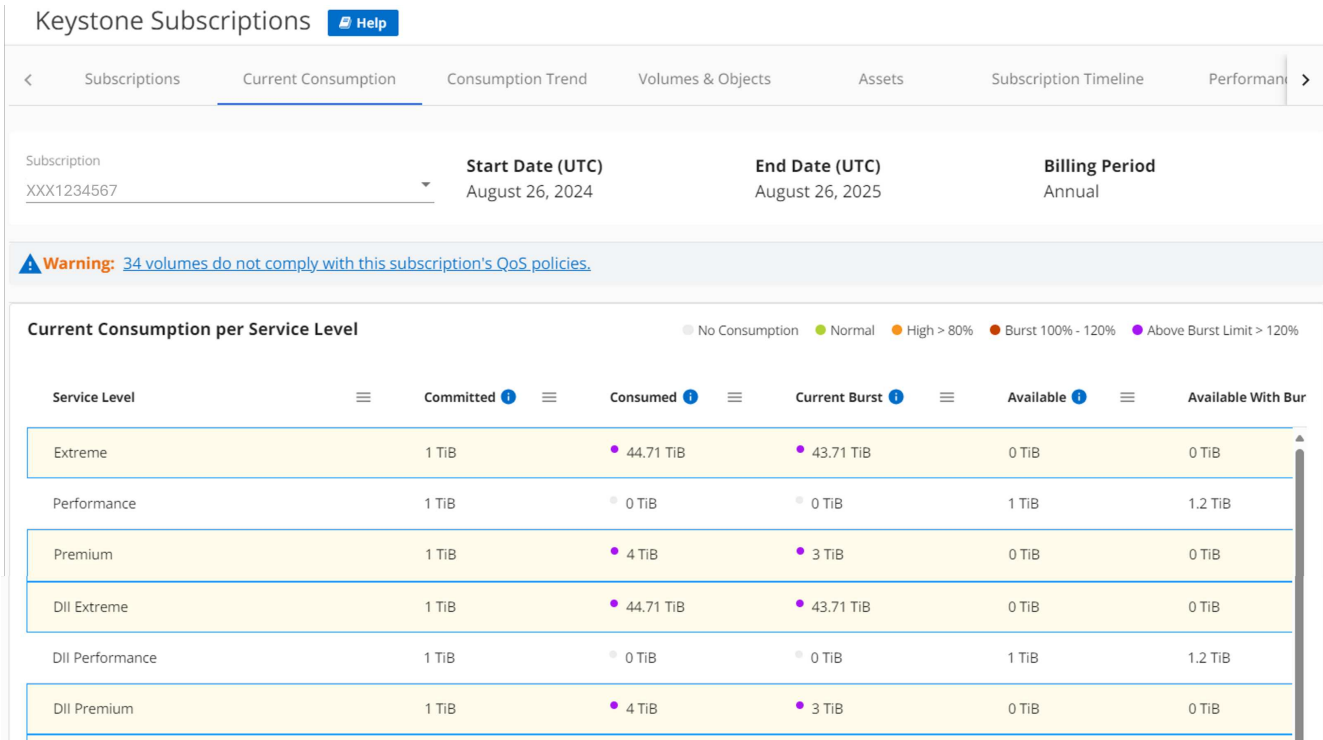 Keystone Subscriptions Help
Subscriptions Current Consumption Consumption Trend Volumes & Objects Assets Subscription Timeline Performanc
Subscription
XXX1234567
Start Date (UTC) End Date (UTC) Billing Period
August 26, 2024 August 26, 2025 Annual
Warning: 34 volumes do not comply with this subscription's QoS policies.
Current Consumption per Service Level No Consumption Normal High > 80% Burst 100% - 120% Above Burst Limit > 120%
Service Level Committed Consumed Current Burst Available Available With Bur
Extreme 1 TiB 44.71 TiB 43.71 TiB 0 TiB 0 TiB
Performance 1 TiB 0 TiB 0 TiB 1 TiB 1.2 TiB
Premium 1 TiB 4 TiB 3 TiB 0 TiB 0 TiB
DII Extreme 1 TiB 44.71 TiB 43.71 TiB 0 TiB 0 TiB
DII Performance 1 TiB 0 TiB 0 TiB 1 TiB 1.2 TiB
DII Premium 1 TiB 4 TiB 3 TiB 0 TiB 0 TiB